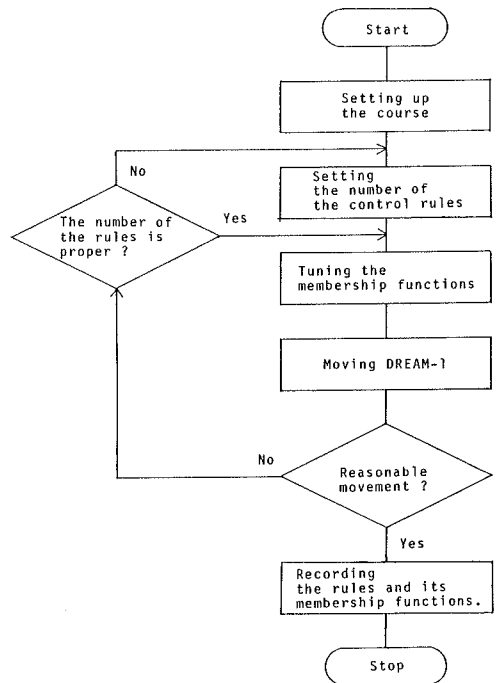 Start
Setting up
the course
No
Setting
the number of
the control rules
The number of
the rules is
proper ?
Yes
Tuning the
membership functions
Moving DREAM-1
No
Reasonable
movement ?
Yes
Recording
the rules and its
membership functions.
Stop